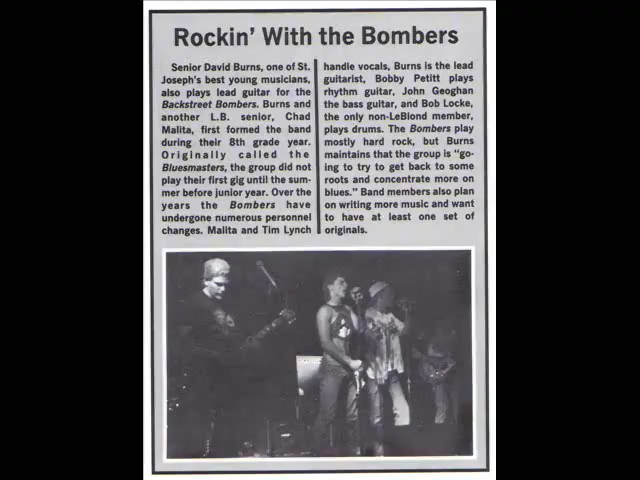 Rockin' With the Bombers
Senior David Burns, one of St.
Joseph's best young musicians,
also plays lead guitar for the
Backstreet Bombers. Burns and
another L.B. senior, Chad
Malita, first formed the band
during their 8th grade year.
Originally called the
Bluesmasters, the group did not
play their first gig until the sum-
mer before junior year. Over the
years the Bombers have
undergone numerous personnel
changes. Malita and Tim Lynch
handle vocals, Burns is the lead
guitarist, Bobby Petitt plays
rhythm guitar, John Geoghan
the bass guitar, and Bob Locke,
the only non-LeBlond member,
plays drums. The Bombers play
mostly hard rock, but Burns
maintains that the group is "go-
ing to try to get back to some
roots and concentrate more on
blues." Band members also plan
on writing more music and want
to have at least one set of
originals.